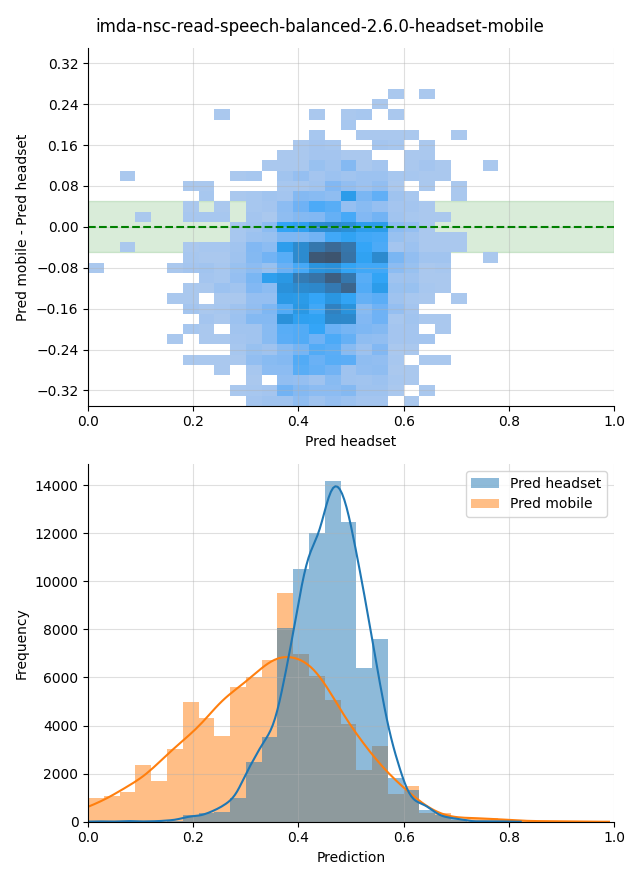 imda-nsc-read-speech-balanced-2.6.0-headset-mobile
0.32
0.24
0.16
0.08
0.00
−0.08
−0.16
−0.24
−0.32
Pred mobile - Pred headset
0.0 0.2 0.4 0.6 0.8 1.0
Pred headset
Pred headset
Pred mobile
14000
12000
10000
8000
6000
4000
2000
0
Frequency
0.0 0.2 0.4 0.6 0.8 1.0
Prediction